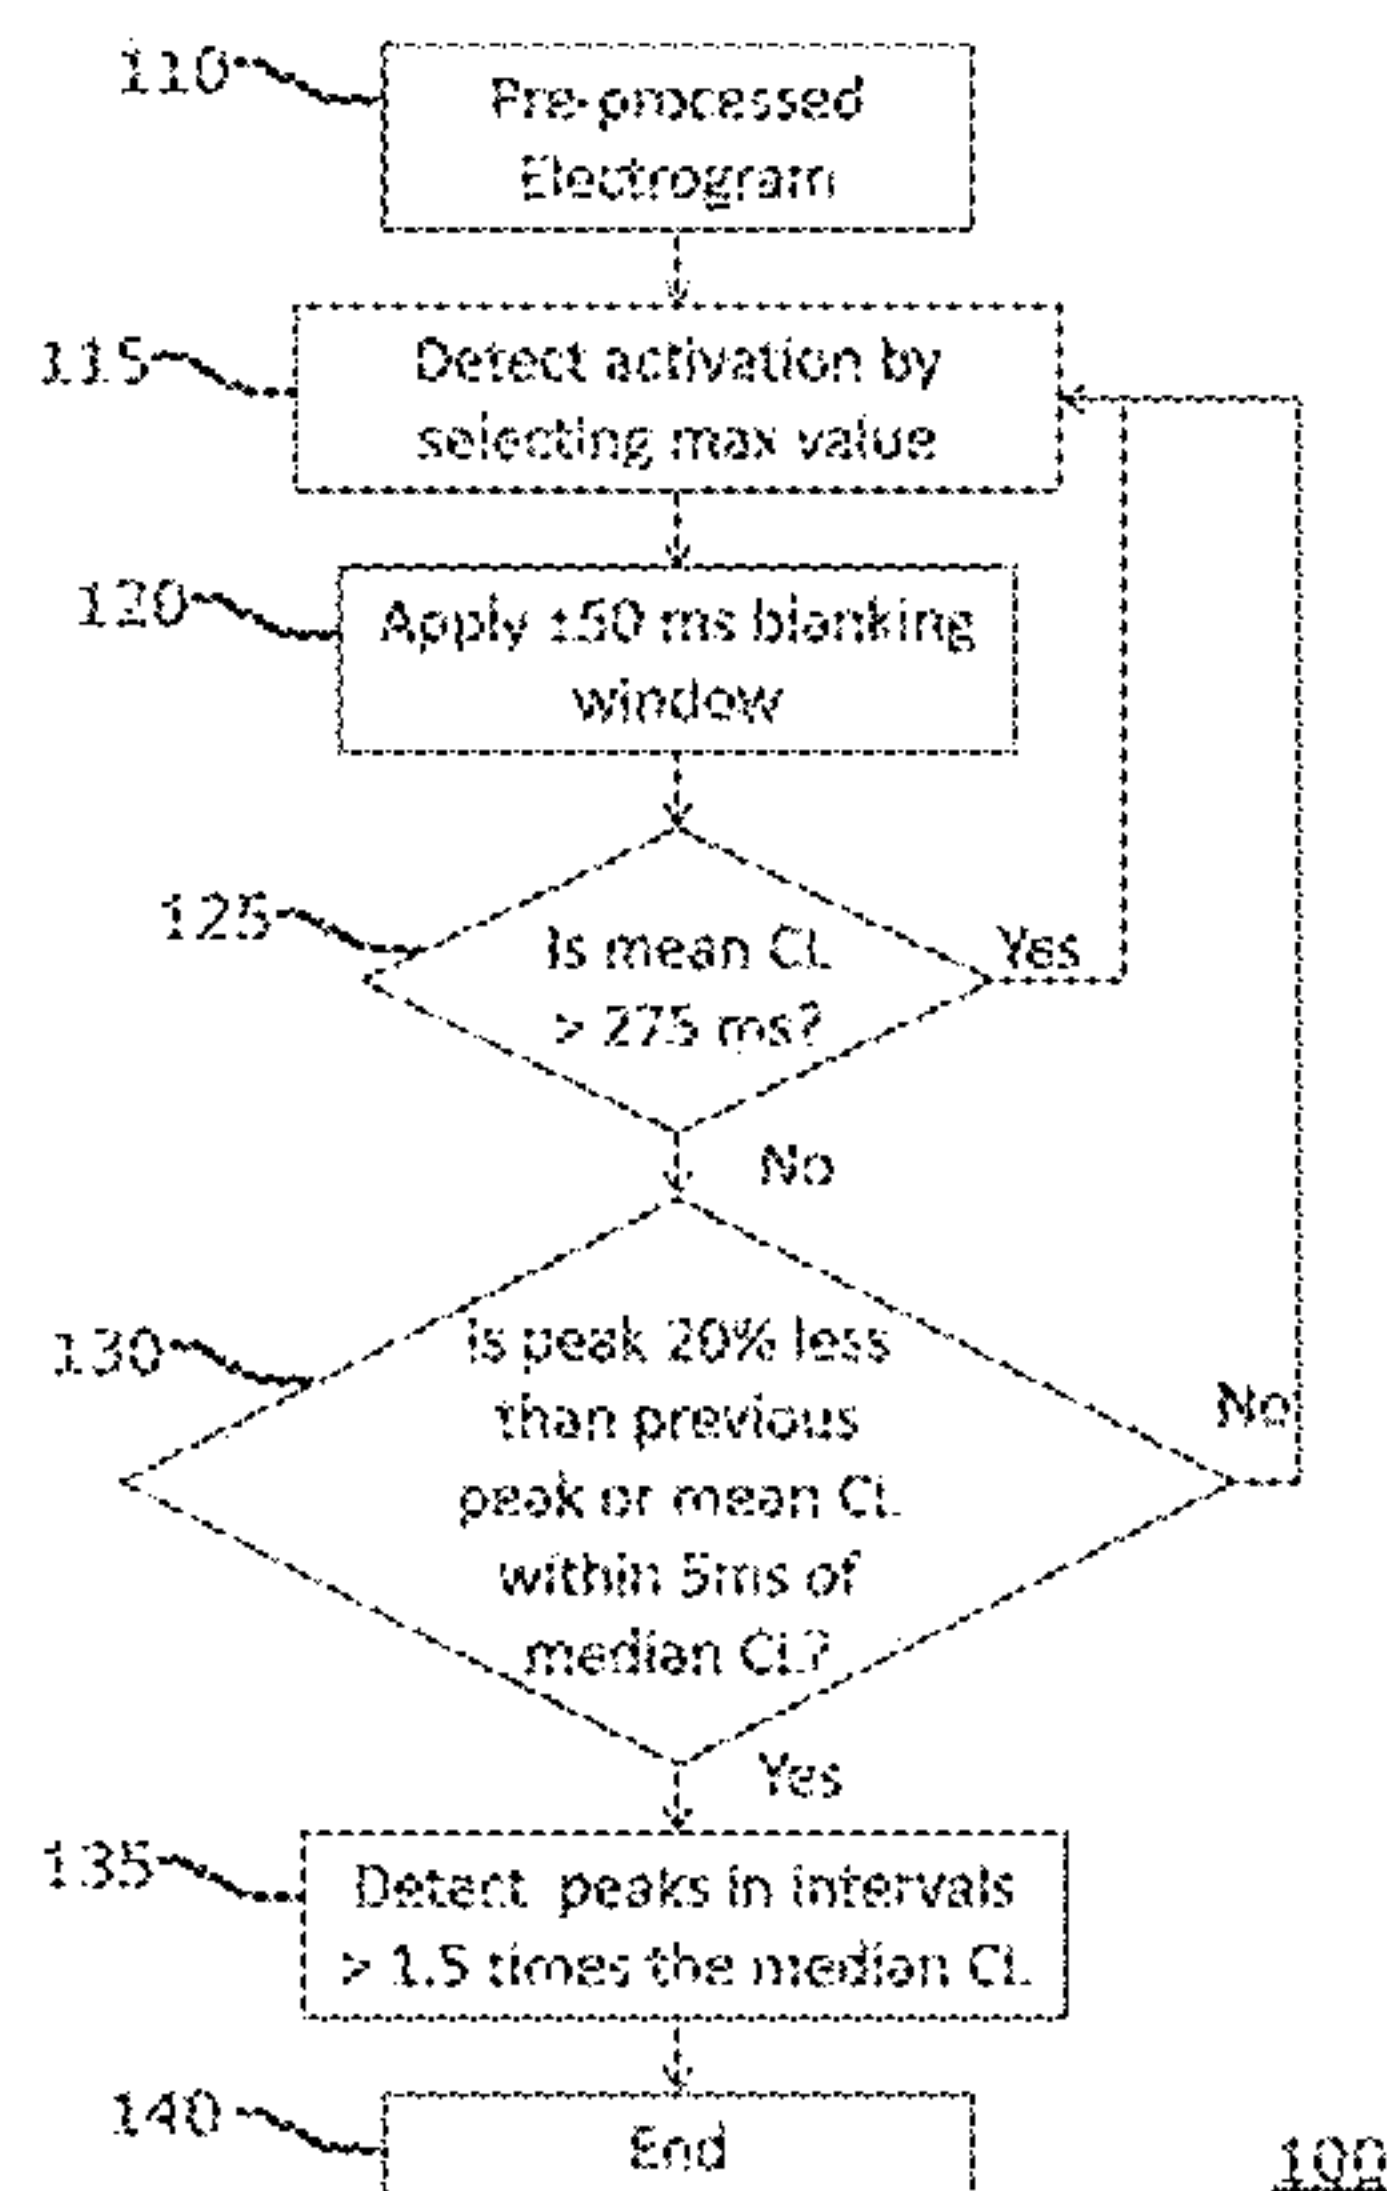 110
Pre-processed
Electrogram
115
Detect activation by
selecting max value
120
Apply ±50 ms blanking
window
125
Is mean CL
> 275 ms?
Yes
No
130
Is peak 20% less
than previous
peak or mean CL
within 5ms of
median CL?
No
Yes
135
Detect peaks in intervals
> 1.5 times the median CL
140
End
100